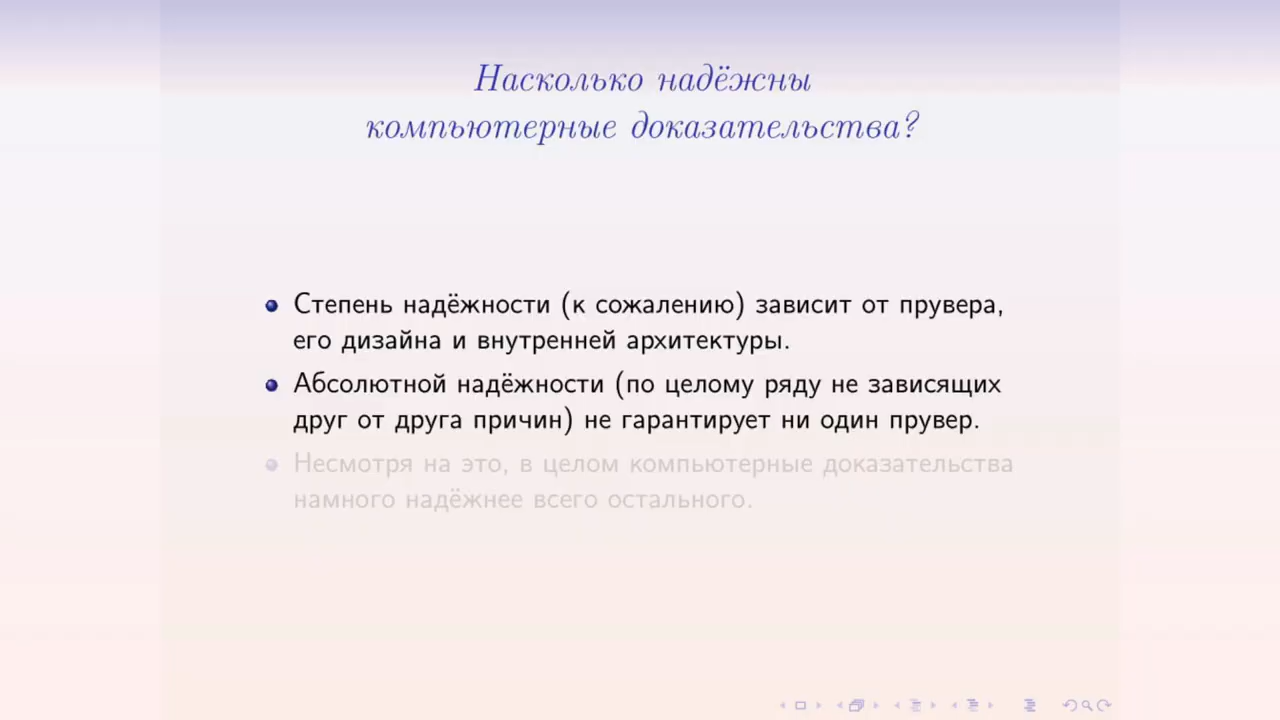 Насколько надёжны
компьютерные доказательства?
Степень надёжности (к сожалению) зависит от прувера,
его дизайна и внутренней архитектуры.
Абсолютной надёжности (по целому ряду не зависящих
друг от друга причин) не гарантирует ни один прувер.
Несмотря на это, в целом компьютерные доказательства
намного надёжнее всего остального.